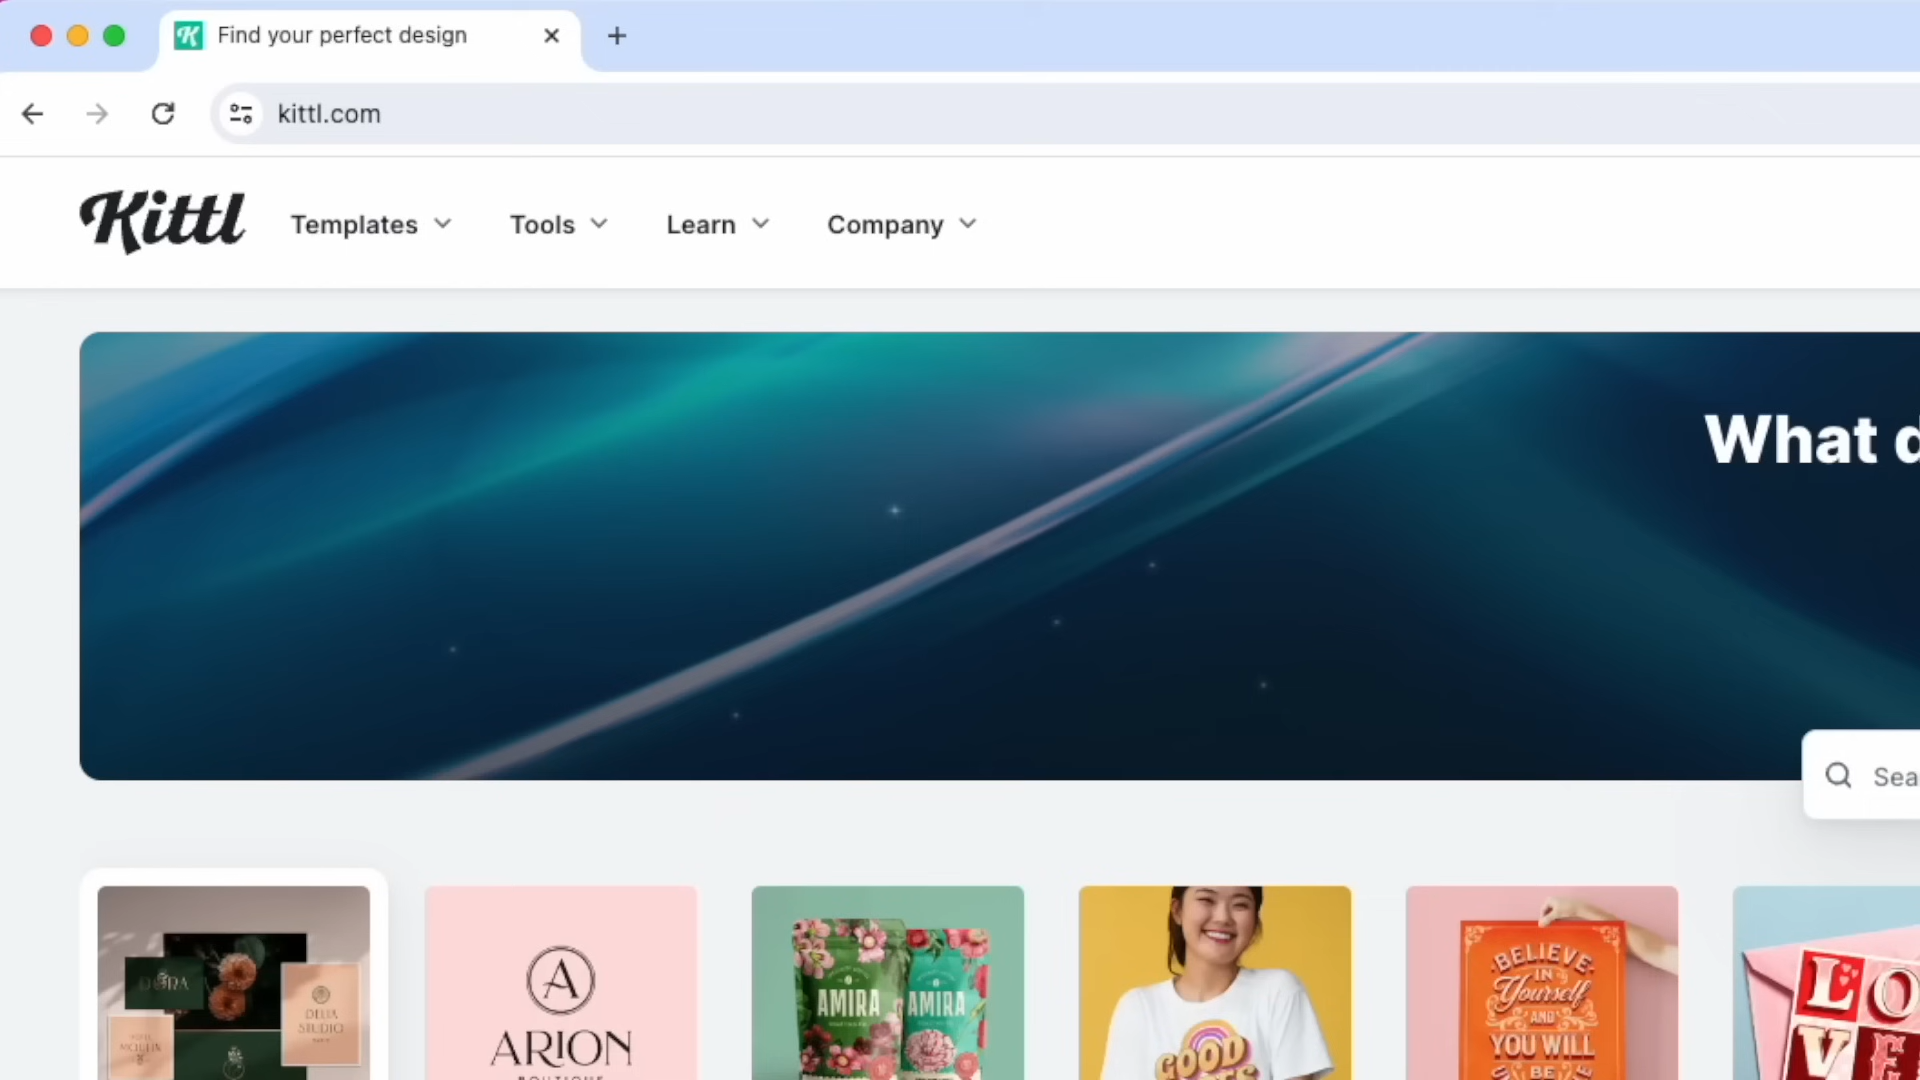 Find your perfect design
kittl.com
Kittl
Templates
Tools
Learn
Company
What
DORA
DELIA
STUDIO
A
ARION
AMIRA
AMIRA
GOOD
BELIEVE
IN
Yourself
AND
YOU WILL
BE
LO
VE